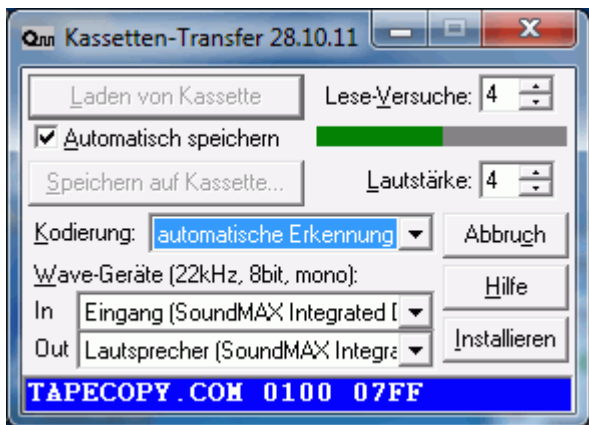 Kassetten-Transfer 28.10.11
Laden von Kassette Lese-Versuche: 4
Automatisch speichern
Speichern auf Kassette... Lautstärke: 4
Kodierung: automatische Erkennung Abbruch
Wave-Geräte (22kHz, 8bit, mono): Hilfe
In Eingang (SoundMAX Integrated D
Out Lautsprecher (SoundMAX Integra Installieren
TAPECOPY.COM 0100 07FF